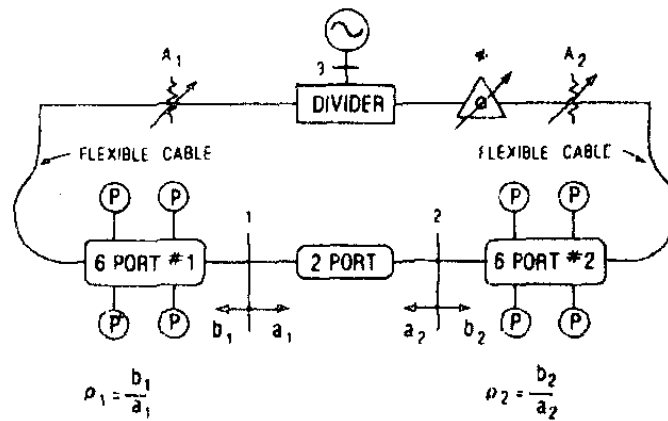 A₁
3
Φ
A₂
DIVIDER
FLEXIBLE CABLE
FLEXIBLE CABLE
P P
P P
1
2
6 PORT #1
2 PORT
6 PORT #2
b₁ a₁
a₂ b₂
P P
P P
ρ₁ = b₁/a₁
ρ₂ = b₂/a₂